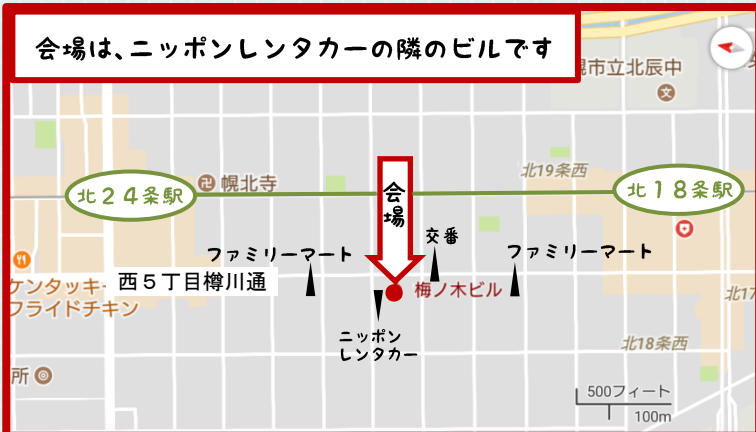 会場は、ニッポンレンタカーの隣のビルです
幌市立北辰中
北19条西
北24条駅
幌北寺
会場
北18条駅
交番
ファミリーマート
ファミリーマート
ケンタッキー
フライドチキン
西5丁目樽川通
梅ノ木ビル
北17
ニッポン
レンタカー
北18条西
所
500フィート
100m